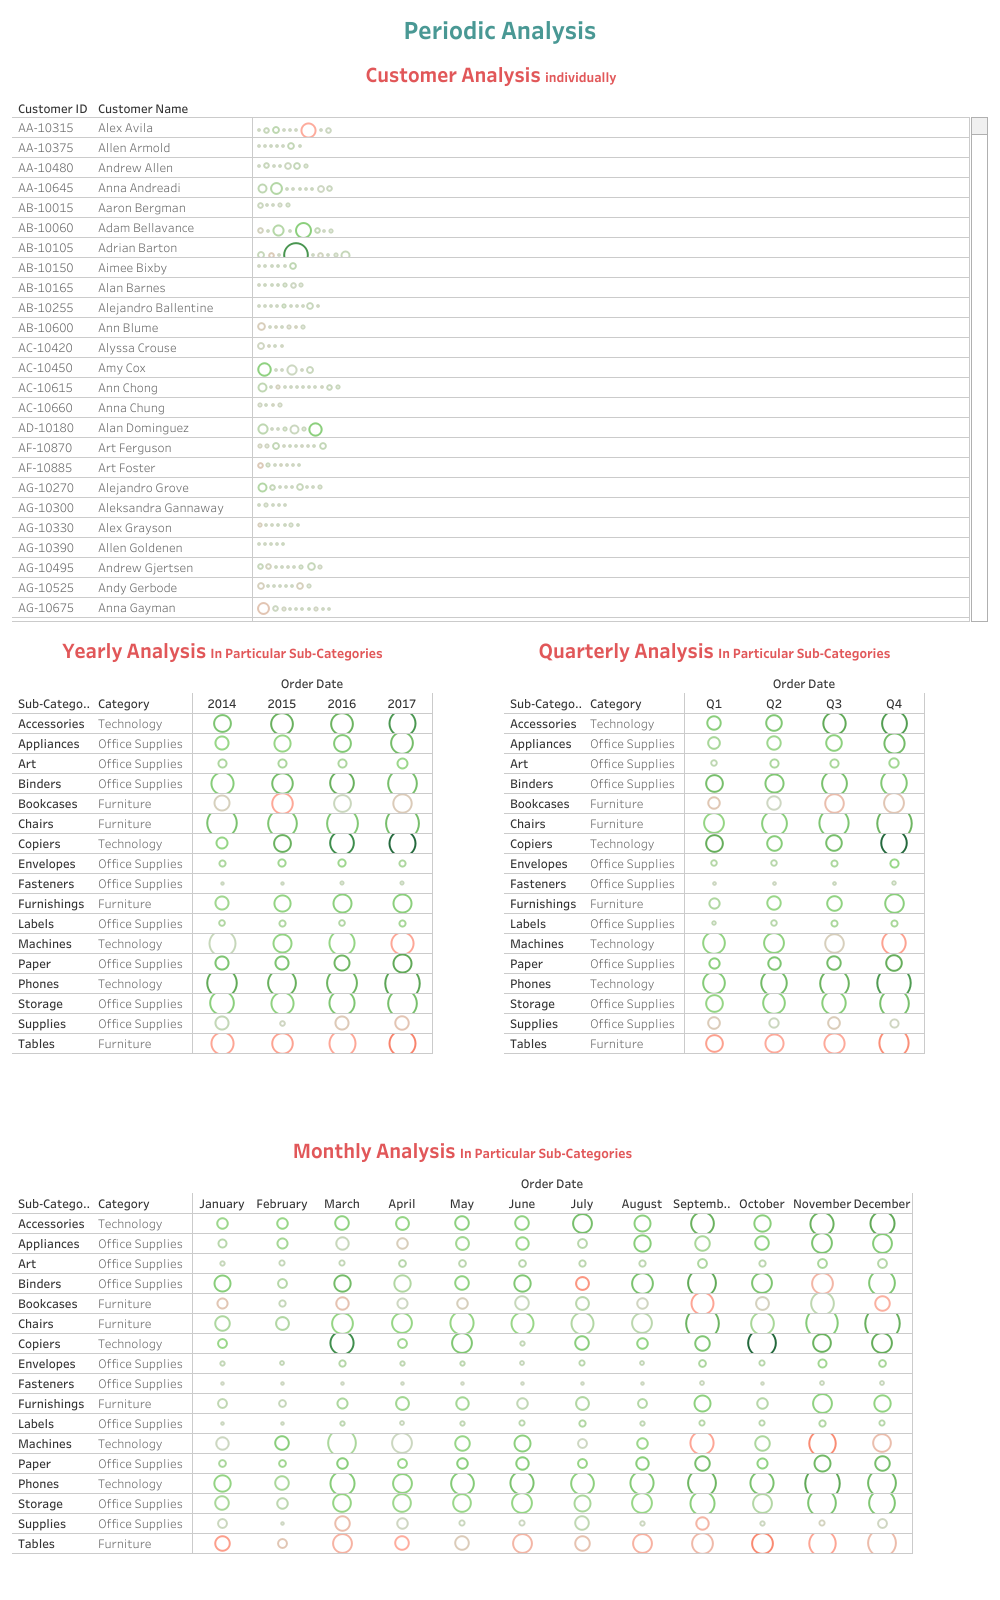 Periodic Analysis
Customer Analysis individually
Customer ID Customer Name
AA-10315 Alex Avila
AA-10375 Allen Armold
AA-10480 Andrew Allen
AA-10645 Anna Andreadi
AB-10015 Aaron Bergman
AB-10060 Adam Bellavance
AB-10105 Adrian Barton
AB-10150 Aimee Bixby
AB-10165 Alan Barnes
AB-10255 Alejandro Ballentine
AB-10600 Ann Blume
AC-10420 Alyssa Crouse
AC-10450 Amy Cox
AC-10615 Ann Chong
AC-10660 Anna Chung
AD-10180 Alan Dominguez
AF-10870 Art Ferguson
AF-10885 Art Foster
AG-10270 Alejandro Grove
AG-10300 Aleksandra Gannaway
AG-10330 Alex Grayson
AG-10390 Allen Goldenen
AG-10495 Andrew Gjertsen
AG-10525 Andy Gerbode
AG-10675 Anna Gayman
Yearly Analysis In Particular Sub-Categories
Order Date
Sub-Catego.. Category 2014 2015 2016 2017
Accessories Technology
Appliances Office Supplies
Art Office Supplies
Binders Office Supplies
Bookcases Furniture
Chairs Furniture
Copiers Technology
Envelopes Office Supplies
Fasteners Office Supplies
Furnishings Furniture
Labels Office Supplies
Machines Technology
Paper Office Supplies
Phones Technology
Storage Office Supplies
Supplies Office Supplies
Tables Furniture
Quarterly Analysis In Particular Sub-Categories
Order Date
Sub-Catego.. Category Q1 Q2 Q3 Q4
Accessories Technology
Appliances Office Supplies
Art Office Supplies
Binders Office Supplies
Bookcases Furniture
Chairs Furniture
Copiers Technology
Envelopes Office Supplies
Fasteners Office Supplies
Furnishings Furniture
Labels Office Supplies
Machines Technology
Paper Office Supplies
Phones Technology
Storage Office Supplies
Supplies Office Supplies
Tables Furniture
Monthly Analysis In Particular Sub-Categories
Order Date
Sub-Catego.. Category January February March April May June July August Septemb.. October November December
Accessories Technology
Appliances Office Supplies
Art Office Supplies
Binders Office Supplies
Bookcases Furniture
Chairs Furniture
Copiers Technology
Envelopes Office Supplies
Fasteners Office Supplies
Furnishings Furniture
Labels Office Supplies
Machines Technology
Paper Office Supplies
Phones Technology
Storage Office Supplies
Supplies Office Supplies
Tables Furniture